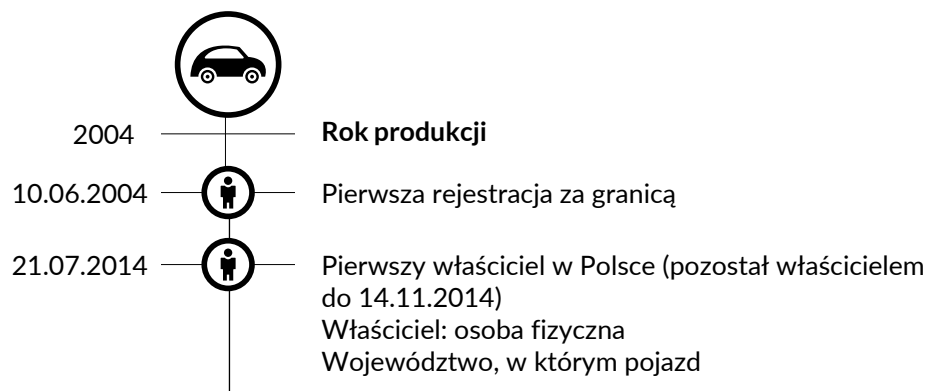 2004 Rok produkcji
10.06.2004 Pierwsza rejestracja za granicą
21.07.2014 Pierwszy właściciel w Polsce (pozostał właścicielem
do 14.11.2014)
Właściciel: osoba fizyczna
Województwo, w którym pojazd